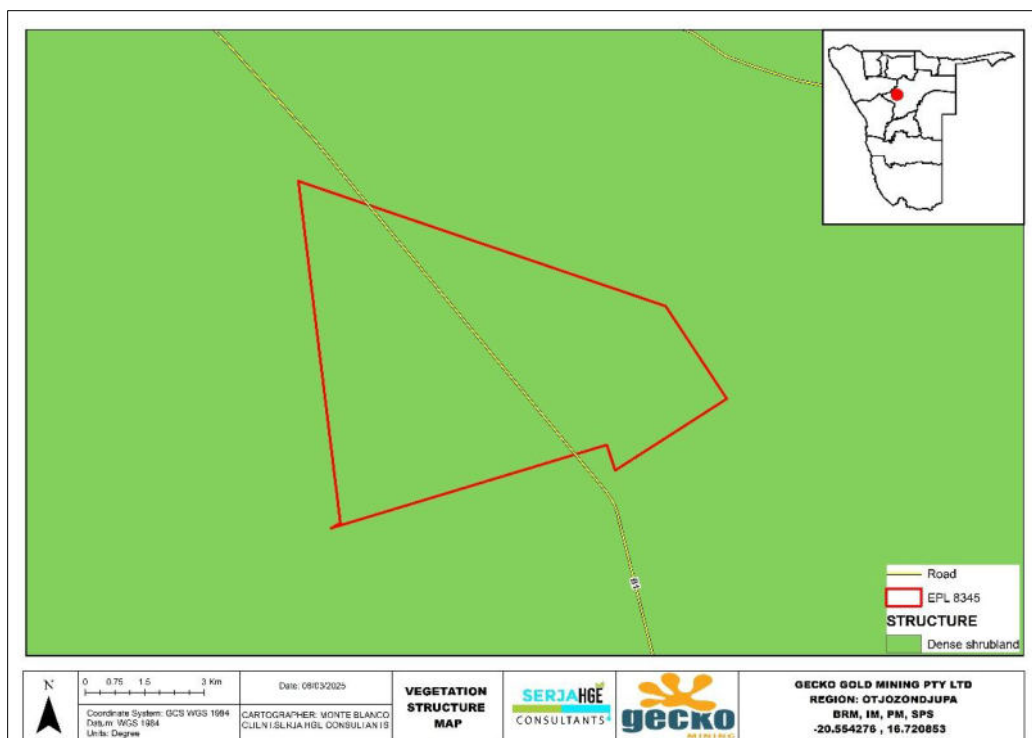 B1
Road
EPL 8345
STRUCTURE
Dense shrubland
N
0 0.75 1.5 3 Km
Coordinate System: GCS WGS 1984
Datum: WGS 1984
Units: Degree
Date: 08/03/2025
CARTOGRAPHER: MONTE BLANCO
VEGETATION
STRUCTURE
MAP
SERJAHGE
CONSULTANTS
gecko
MINING
GECKO GOLD MINING PTY LTD
REGION: OTJOZONDJUPA
BRM, IM, PM, SPS
-20.554276 , 16.720853